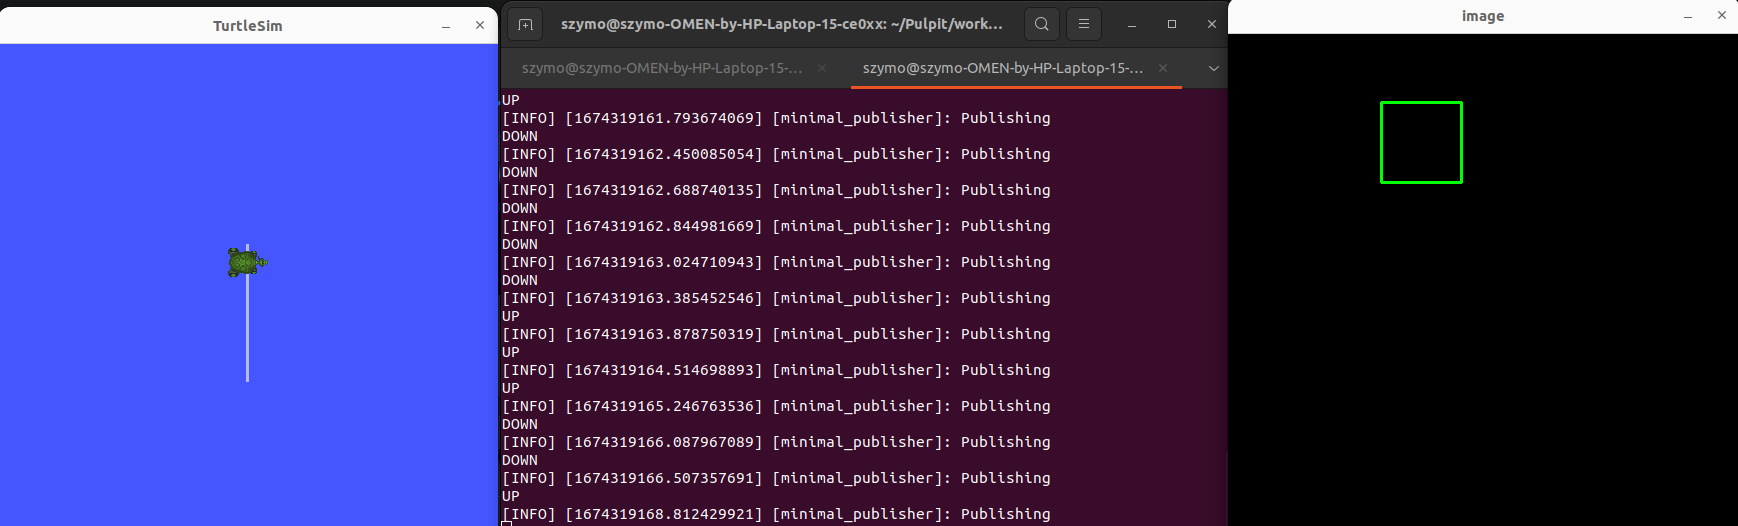 TurtleSim
szymo@szymo-OMEN-by-HP-Laptop-15-ce0xx: ~/Pulpit/work...
image
szymo@szymo-OMEN-by-HP-Laptop-15-...
szymo@szymo-OMEN-by-HP-Laptop-15-...
UP
[INFO] [1674319161.793674069] [minimal_publisher]: Publishing
DOWN
[INFO] [1674319162.450085054] [minimal_publisher]: Publishing
DOWN
[INFO] [1674319162.688740135] [minimal_publisher]: Publishing
DOWN
[INFO] [1674319162.844981669] [minimal_publisher]: Publishing
DOWN
[INFO] [1674319163.024710943] [minimal_publisher]: Publishing
DOWN
[INFO] [1674319163.385452546] [minimal_publisher]: Publishing
UP
[INFO] [1674319163.878750319] [minimal_publisher]: Publishing
UP
[INFO] [1674319164.514698893] [minimal_publisher]: Publishing
UP
[INFO] [1674319165.246763536] [minimal_publisher]: Publishing
DOWN
[INFO] [1674319166.087967089] [minimal_publisher]: Publishing
DOWN
[INFO] [1674319166.507357691] [minimal_publisher]: Publishing
UP
[INFO] [1674319168.812429921] [minimal_publisher]: Publishing